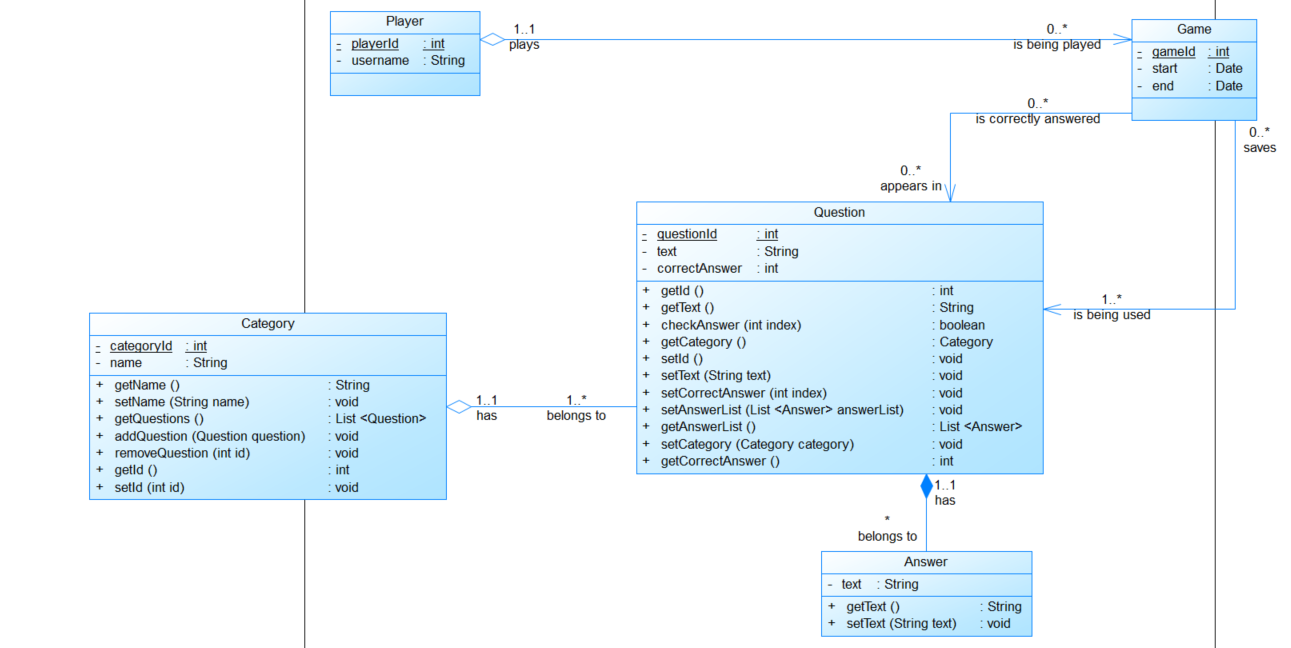 Player
- playerId : int
- username : String
1..1
plays
0..*
is being played
Game
- gameId : int
- start : Date
- end : Date
0..*
is correctly answered
0..*
saves
0..*
appears in
Question
- questionId : int
- text : String
- correctAnswer : int
+ getId () : int
+ getText () : String
+ checkAnswer (int index) : boolean
+ getCategory () : Category
+ setId () : void
+ setText (String text) : void
+ setCorrectAnswer (int index) : void
+ setAnswerList (List <Answer> answerList) : void
+ getAnswerList () : List <Answer>
+ setCategory (Category category) : void
+ getCorrectAnswer () : int
1..*
is being used
Category
- categoryId : int
- name : String
+ getName () : String
+ setName (String name) : void
+ getQuestions () : List <Question>
+ addQuestion (Question question) : void
+ removeQuestion (int id) : void
+ getId () : int
+ setId (int id) : void
1..1
has
1..*
belongs to
1..1
has
*
belongs to
Answer
- text : String
+ getText () : String
+ setText (String text) : void